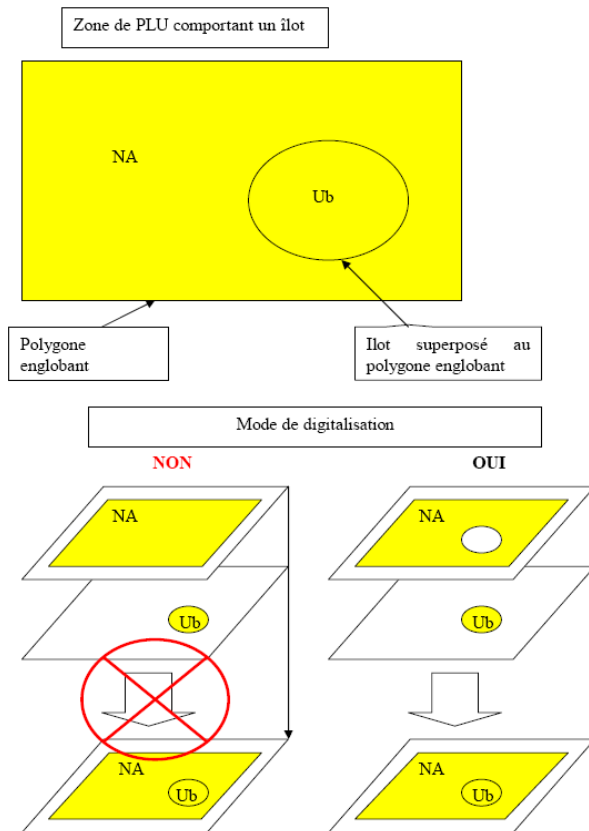 Zone de PLU comportant un îlot
NA
Ub
Polygone
englobant
Ilot superposé au
polygone englobant
Mode de digitalisation
NON
OUI
NA
NA
Ub
Ub
NA
Ub
NA
Ub